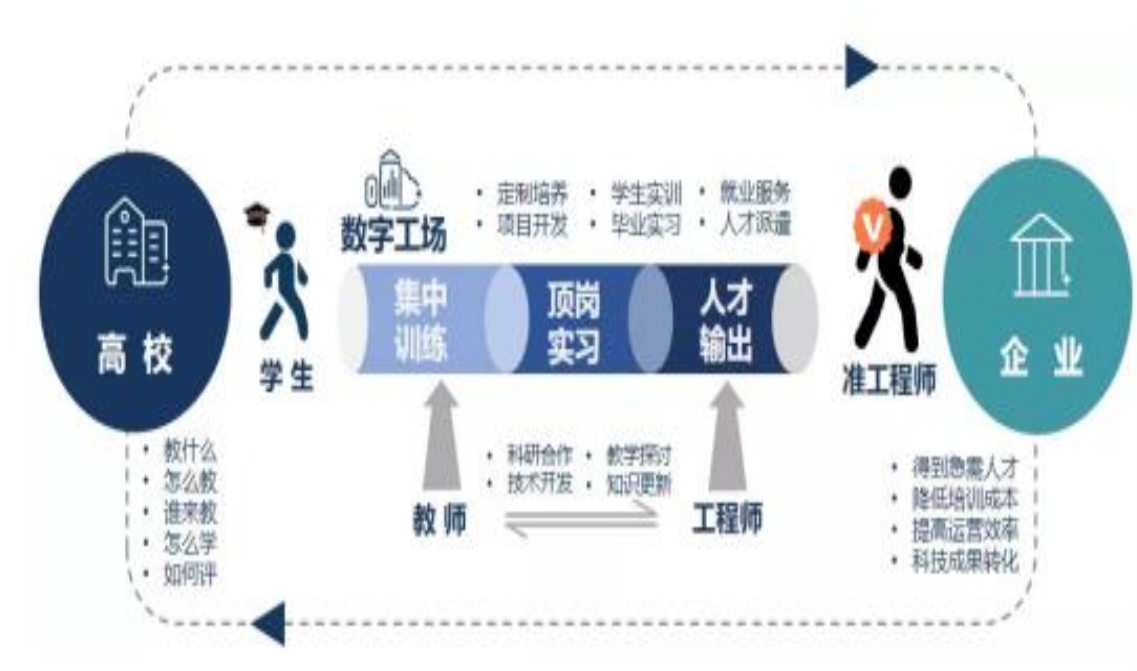 数字工场
• 定制培养 • 学生实训 • 就业服务
• 项目开发 • 毕业实习 • 人才派遣
高校
学生
集中
训练
顶岗
实习
人才
输出
V
准工程师
企业
• 教什么
• 怎么教
• 谁来教
• 怎么学
• 如何评
教师
• 科研合作 • 教学探讨
• 技术开发 • 知识更新
工程师
• 得到急需人才
• 降低培训成本
• 提高运营效率
• 科技成果转化